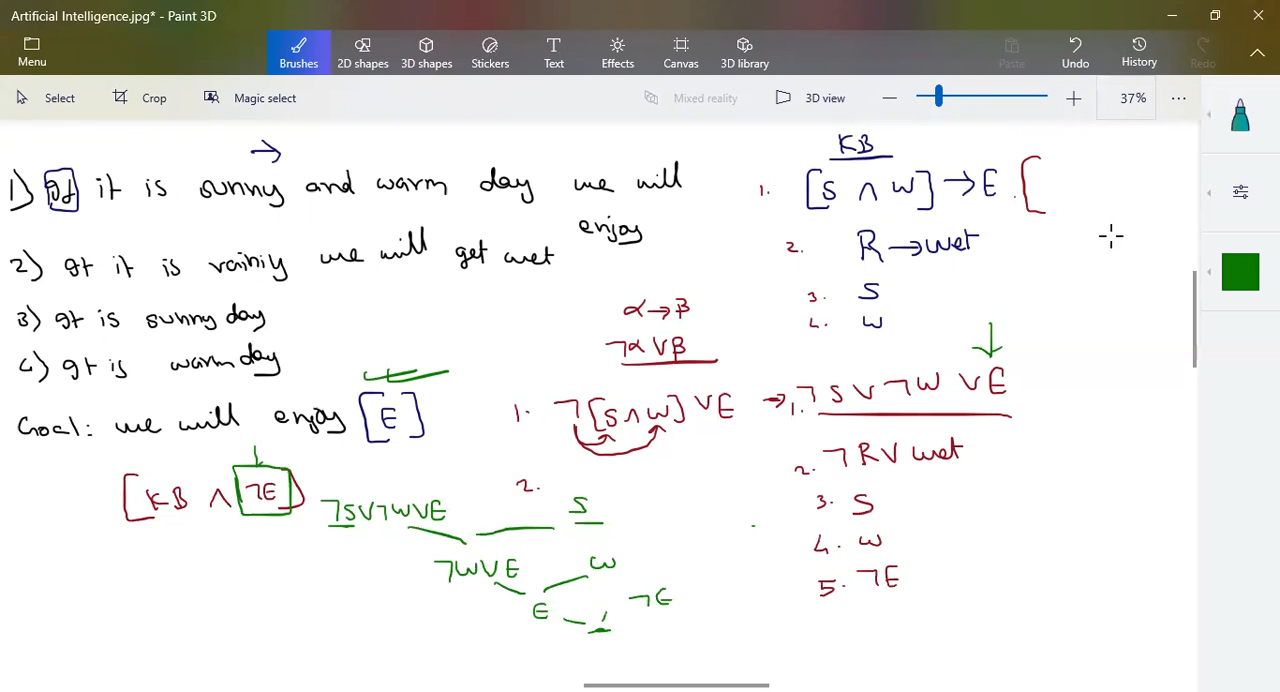 Artificial Intelligence.jpg* - Paint 3D
Menu
Brushes
2D shapes
3D shapes
Stickers
Text
Effects
Canvas
3D library
Paste
Undo
History
Redo
Select
Crop
Magic select
Mixed reality
3D view
37%
→
1) If it is sunny and warm day we will enjoy
2) If it is rainiy we will get wet
3) It is sunny day
4) It is warm day
Goal: we will enjoy [E]
[KB ∧ ¬E)
KB
1. [S ∧ W] → E . [
2. R → wet
3. S
4. W
α → β
¬α ∨ β
1. ¬[S ∧ W] ∨ E → 1. ¬S ∨ ¬W ∨ E
2.
2. ¬R ∨ wet
3. S
4. W
5. ¬E
¬S∨¬W∨E S
¬W∨E W
E ¬E